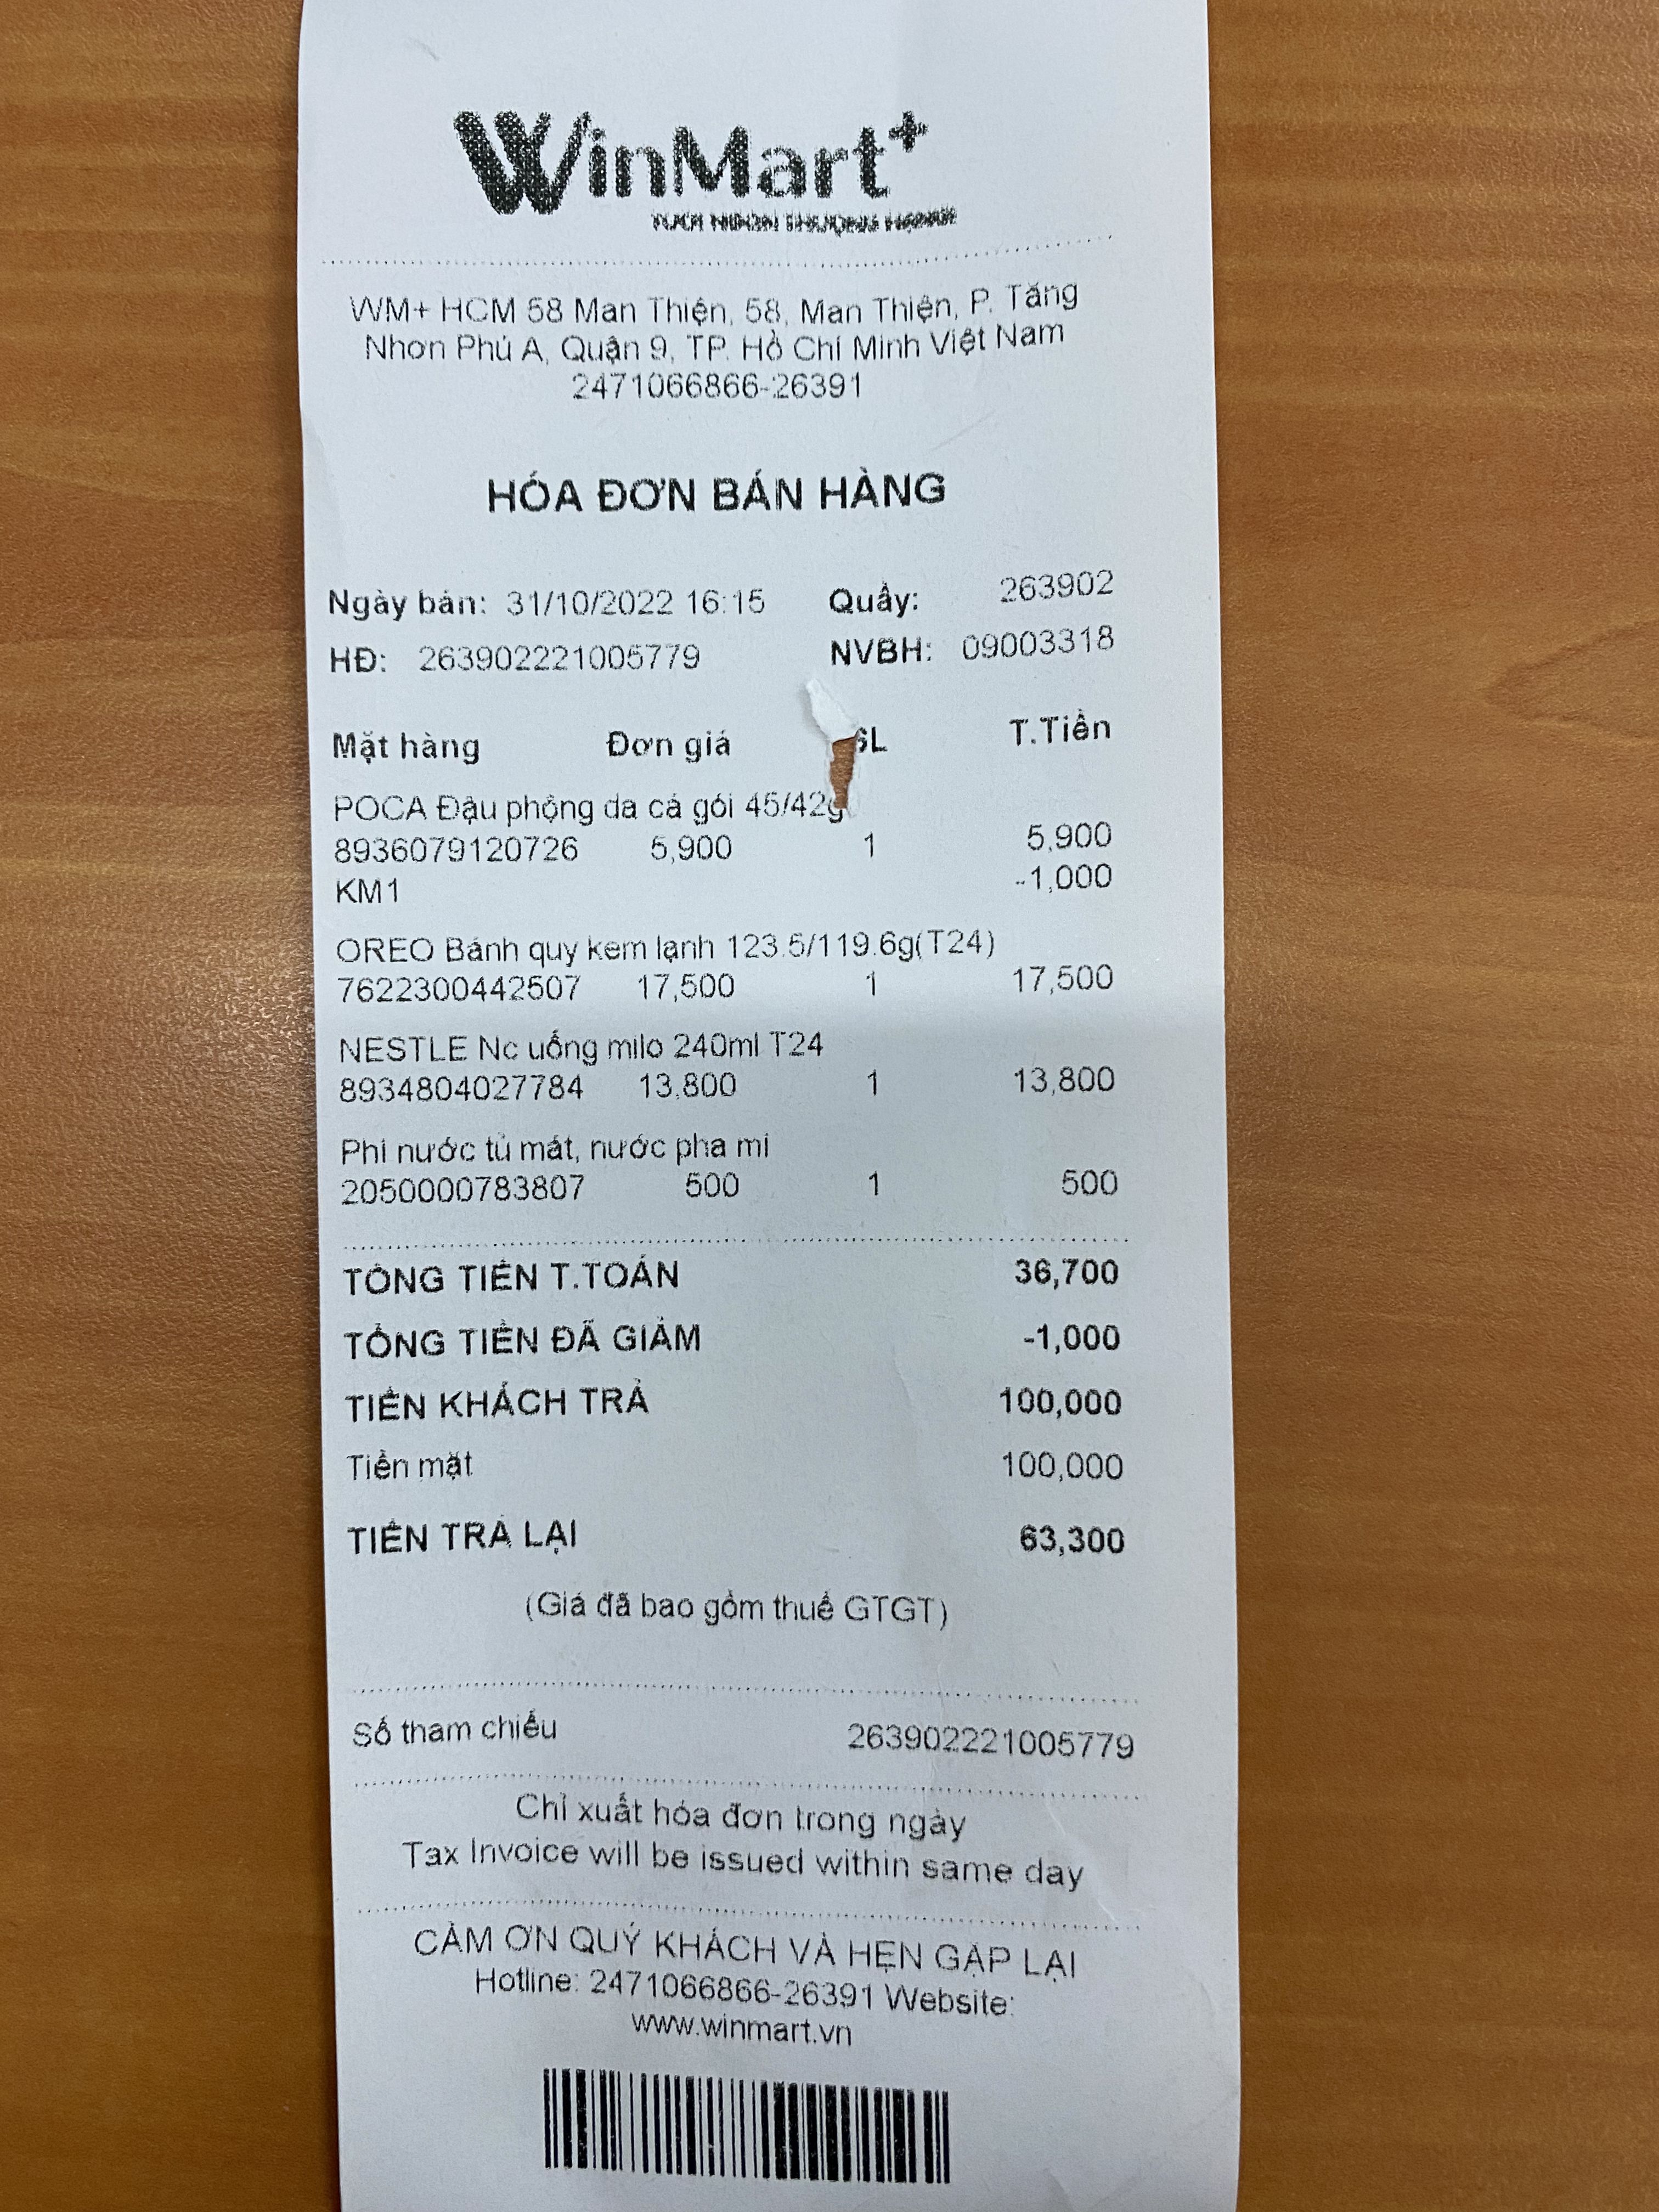 WinMart+
WM+ HCM 58 Man Thiện, 58, Man Thiện, P. Tăng
Nhơn Phú A, Quận 9, TP. Hồ Chí Minh Việt Nam
2471066866-26391
HÓA ĐƠN BÁN HÀNG
Ngày bán: 31/10/2022 16:15 Quầy: 263902
HĐ: 263902221005779 NVBH: 09003318
Mặt hàng Đơn giá SL T.Tiền
POCA Đậu phộng da cá gói 45/42g
8936079120726 5,900 1 5,900
KM1 -1,000
OREO Bánh quy kem lạnh 123.5/119.6g(T24)
7622300442507 17,500 1 17,500
NESTLE Nc uống milo 240ml T24
8934804027784 13,800 1 13,800
Phí nước tủ mát, nước pha mì
2050000783807 500 1 500
TỔNG TIỀN T.TOÁN 36,700
TỔNG TIỀN ĐÃ GIẢM -1,000
TIỀN KHÁCH TRẢ 100,000
Tiền mặt 100,000
TIỀN TRẢ LẠI 63,300
(Giá đã bao gồm thuế GTGT)
Số tham chiếu 263902221005779
Chỉ xuất hóa đơn trong ngày
Tax Invoice will be issued within same day
CẢM ƠN QUÝ KHÁCH VÀ HẸN GẶP LẠI
Hotline: 2471066866-26391 Website:
www.winmart.vn